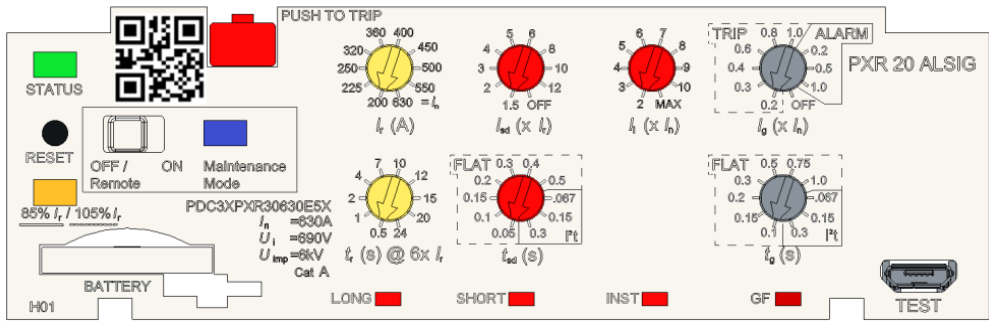 PUSH TO TRIP
STATUS
RESET
OFF / Remote
ON
Maintenance Mode
85% Ir / 105% Ir
BATTERY
H01
PDC3XPXR30630E5X
In =630A
Ui =690V
Uimp =6kV
Cat A
360 400
320 450
250 500
225 550
200 630 = In
Ir (A)
5 6
4 8
3 10
2 12
1.5 OFF
Isd (x Ir)
6 7
5 8
4 9
3 10
2 MAX
Ii (x In)
TRIP 0.8 1.0 ALARM
0.6 0.2
0.4 0.5
0.3 1.0
0.2 OFF
Ig (x In)
PXR 20 ALSIG
7 10
4 12
2 15
1 20
0.5 24
tr (s) @ 6x Ir
FLAT 0.3 0.4
0.2 0.5
0.15 .067
0.1 0.15
0.05 0.3 I²t
tsd (s)
FLAT 0.5 0.75
0.3 1.0
0.2 .067
0.15 0.15
0.1 0.3 I²t
tg (s)
LONG
SHORT
INST
GF
TEST